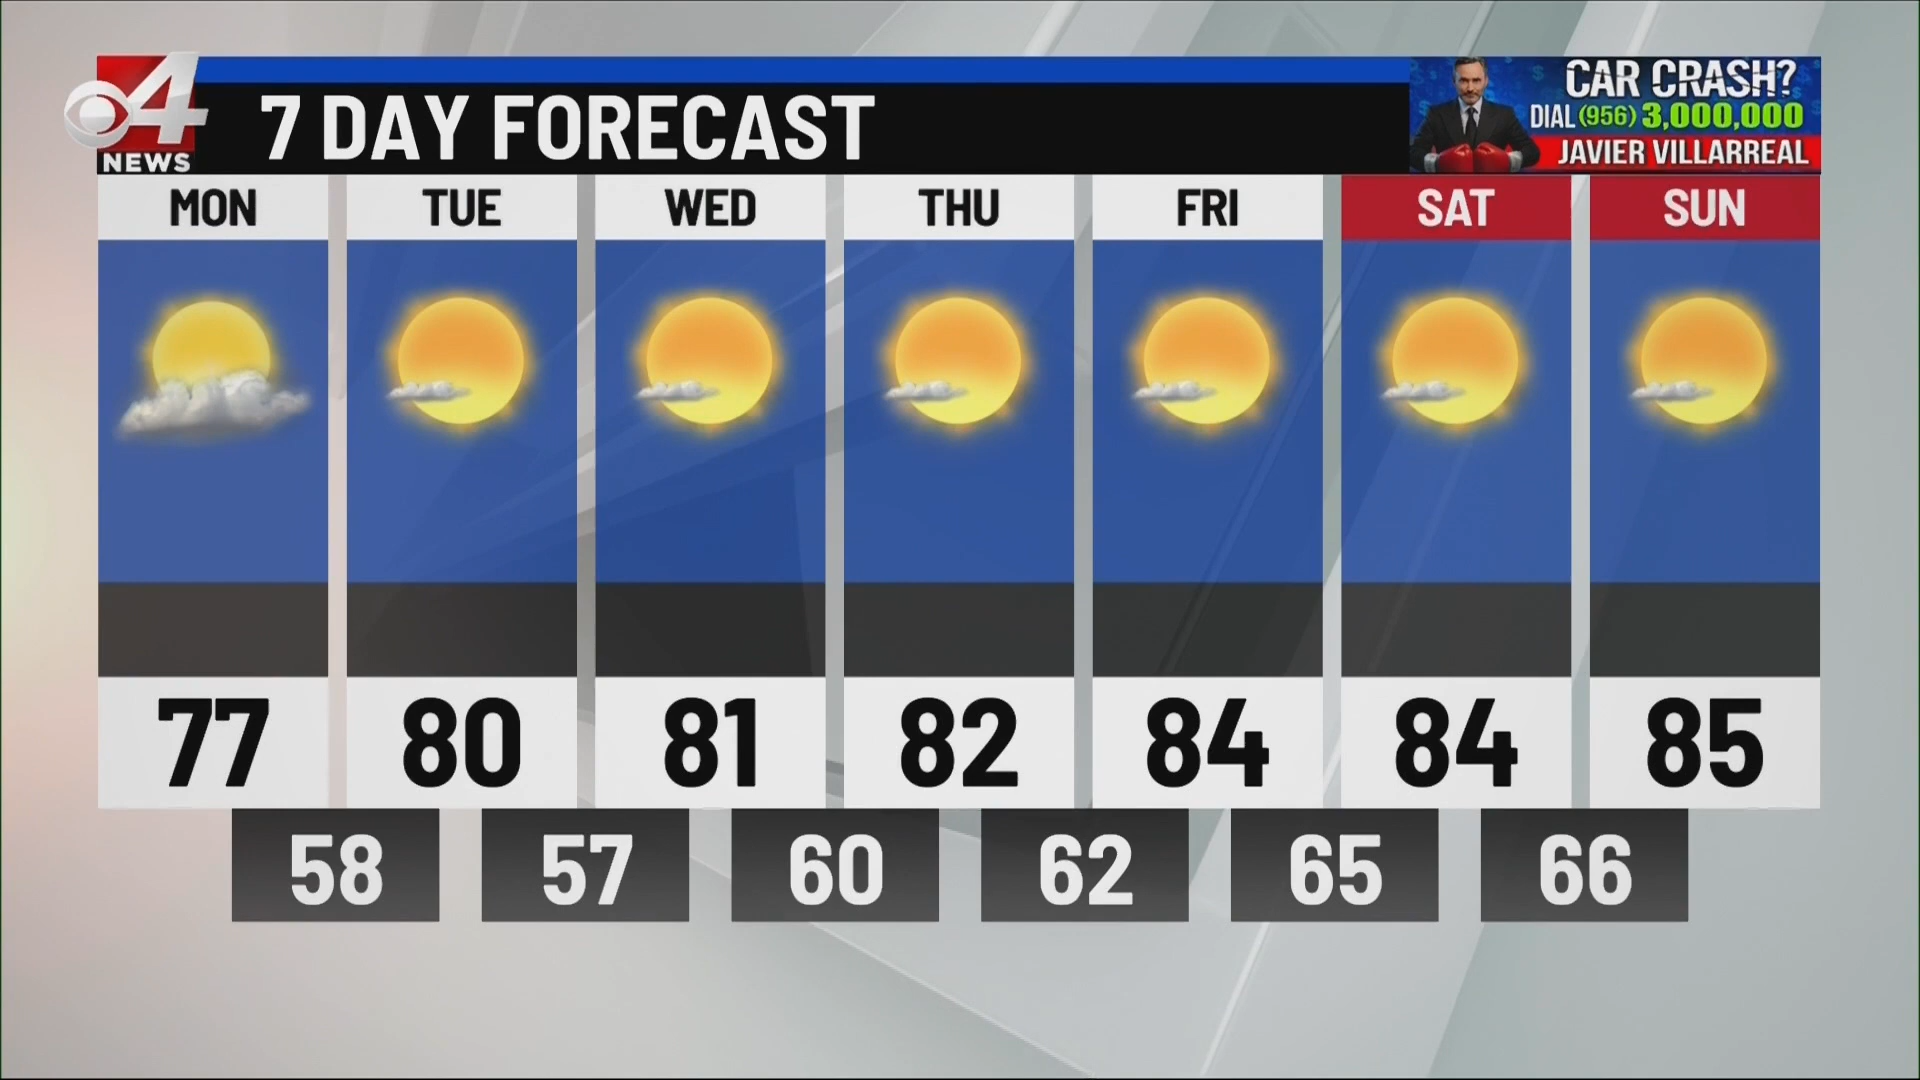 4
NEWS
7 DAY FORECAST
CAR CRASH?
DIAL (956) 3,000,000
JAVIER VILLARREAL
MON TUE WED THU FRI SAT SUN
77 80 81 82 84 84 85
58 57 60 62 65 66